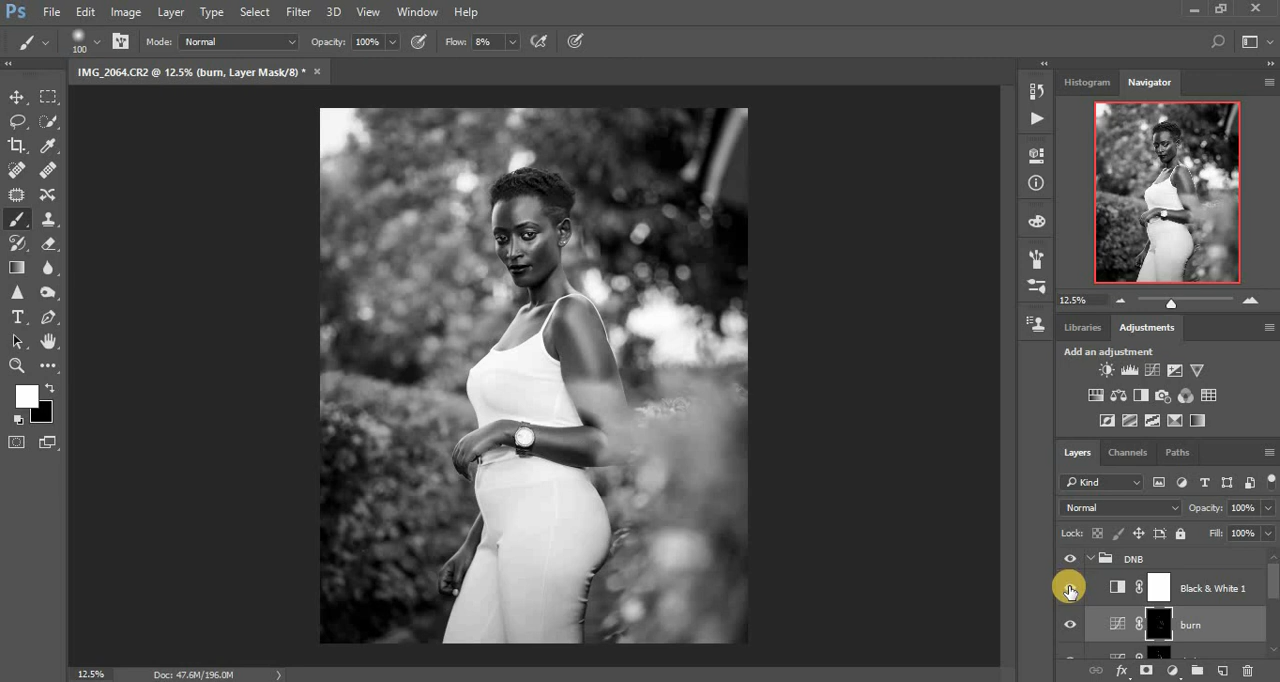 Ps File Edit Image Layer Type Select Filter 3D View Window Help
100 Mode: Normal Opacity: 100% Flow: 8%
IMG_2064.CR2 @ 12.5% (burn, Layer Mask/8) * ×
Histogram Navigator
12.5%
Libraries Adjustments
Add an adjustment
Layers Channels Paths
Kind
Normal Opacity: 100%
Lock: Fill: 100%
DNB
Black & White 1
burn
12.5% Doc: 47.6M/196.0M